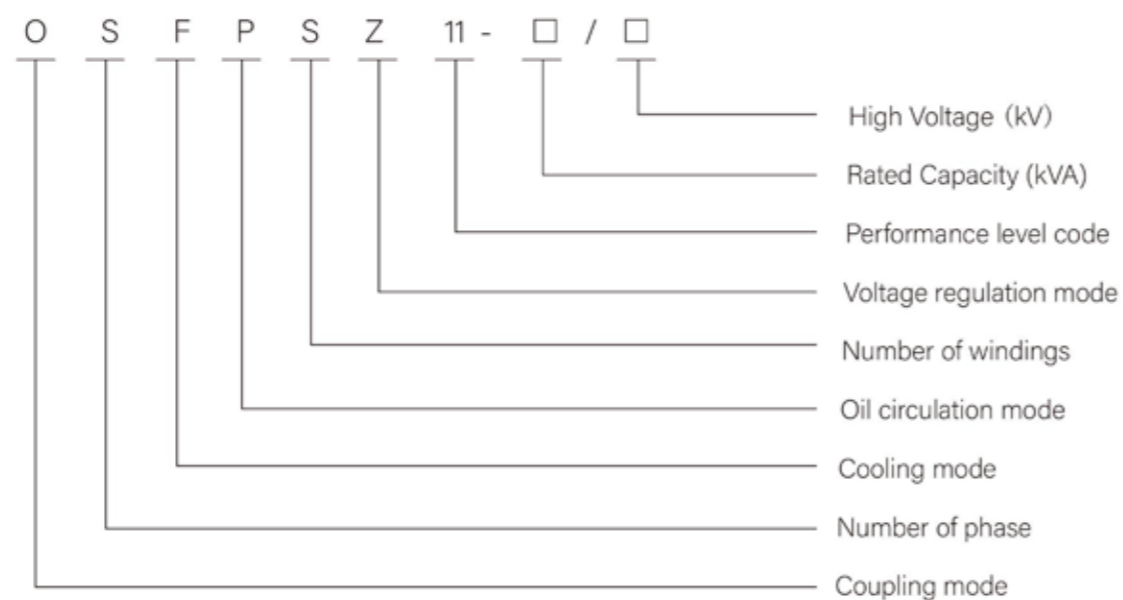 O S F P S Z 11 - □ / □
High Voltage (kV)
Rated Capacity (kVA)
Performance level code
Voltage regulation mode
Number of windings
Oil circulation mode
Cooling mode
Number of phase
Coupling mode